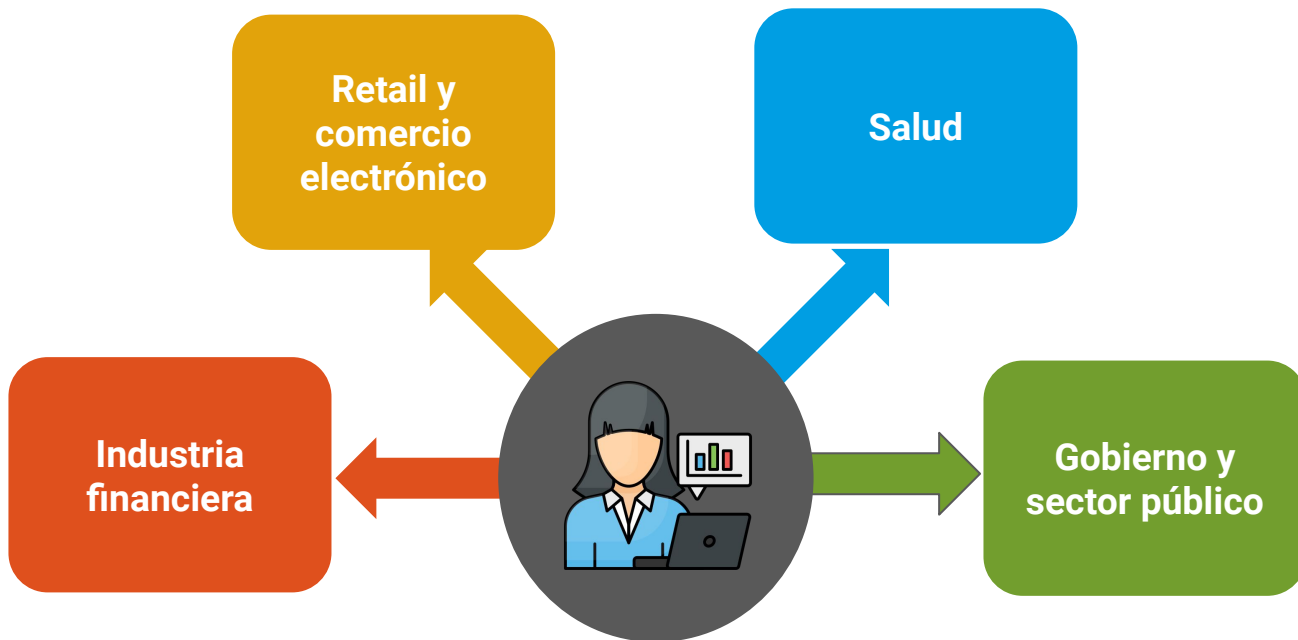 Retail y
comercio
electrónico
Salud
Industria
financiera
Gobierno y
sector público